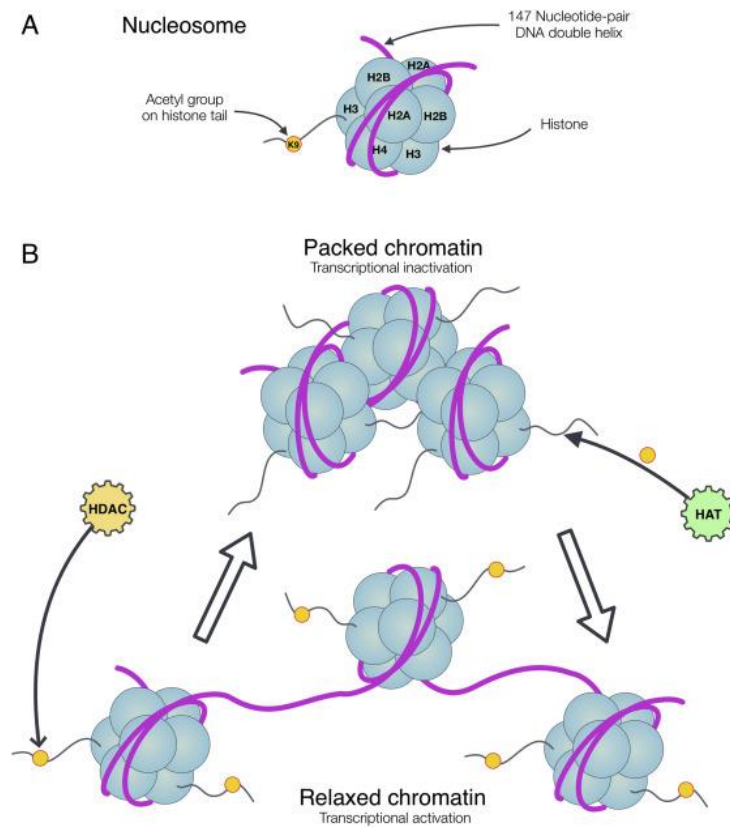 A
Nucleosome
147 Nucleotide-pair
DNA double helix
Acetyl group
on histone tail
K9
H2B
H2A
H3
H2A
H2B
H4
H3
Histone
B
Packed chromatin
Transcriptional inactivation
HDAC
HAT
Relaxed chromatin
Transcriptional activation